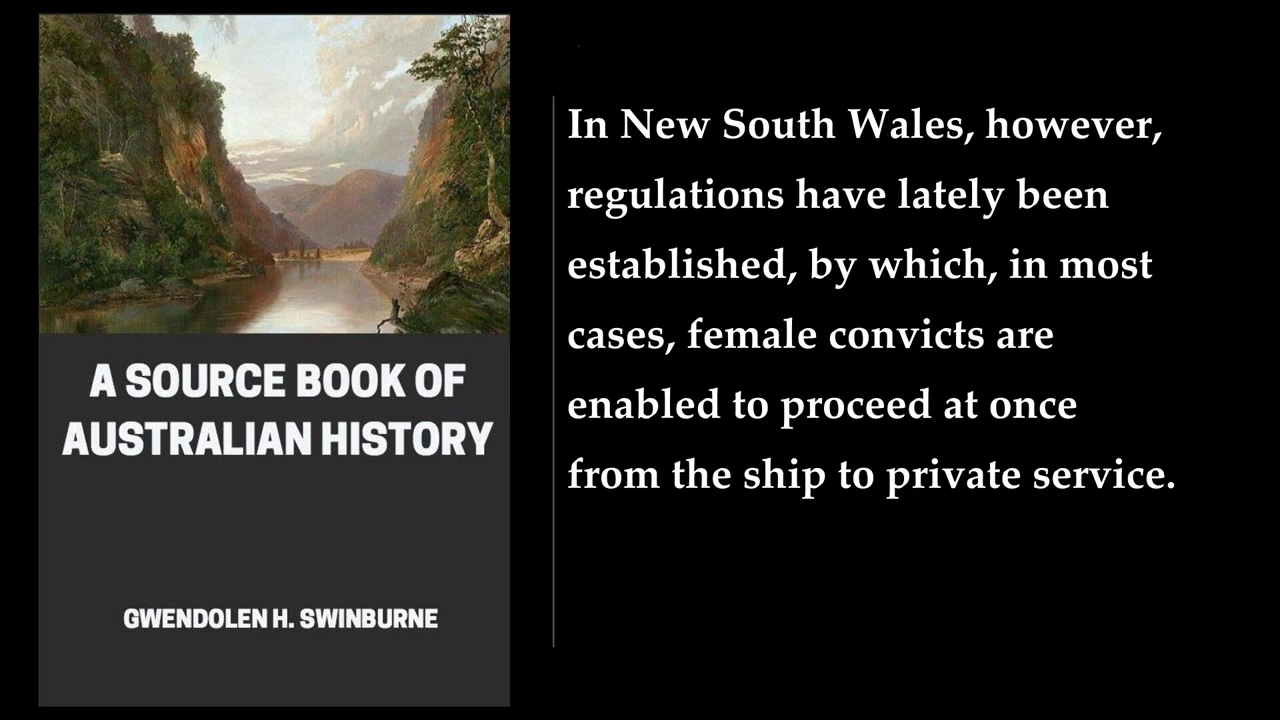 A SOURCE BOOK OF
AUSTRALIAN HISTORY
GWENDOLEN H. SWINBURNE
In New South Wales, however,
regulations have lately been
established, by which, in most
cases, female convicts are
enabled to proceed at once
from the ship to private service.